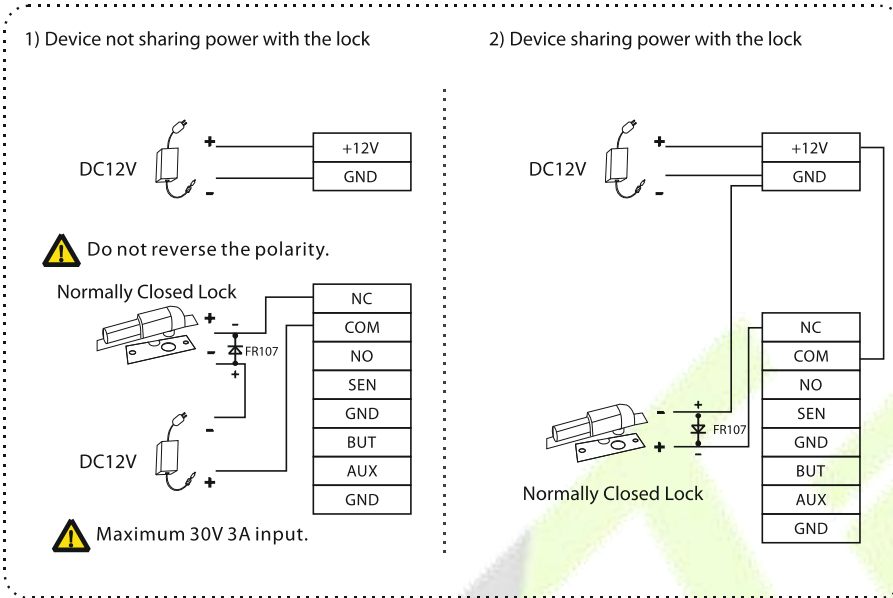 1) Device not sharing power with the lock
DC12V
+
-
+12V
GND
Do not reverse the polarity.
Normally Closed Lock
+
-
-
FR107
+
DC12V
-
+
NC
COM
NO
SEN
GND
BUT
AUX
GND
Maximum 30V 3A input.
2) Device sharing power with the lock
DC12V
+
-
+12V
GND
NC
COM
NO
SEN
GND
BUT
AUX
GND
-
+
+
FR107
-
Normally Closed Lock